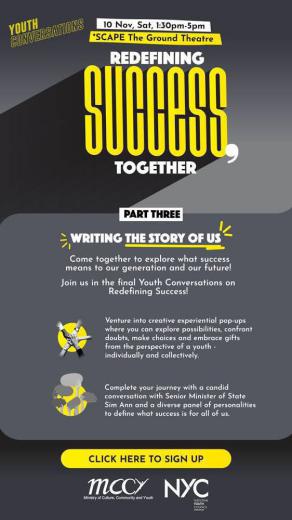 YOUTH
CONVERSATIONS
10 Nov, Sat, 1:30pm-5pm
*SCAPE The Ground Theatre
REDEFINING
SUCCESS,
TOGETHER
PART THREE
WRITING THE STORY OF US
Come together to explore what success
means to our generation and our future!
Join us in the final Youth Conversations on
Redefining Success!
Venture into creative experiential pop-ups
where you can explore possibilities, confront
doubts, make choices and embrace gifts
from the perspective of a youth -
individually and collectively.
Complete your journey with a candid
conversation with Senior Minister of State
Sim Ann and a diverse panel of personalities
to define what success is for all of us.
CLICK HERE TO SIGN UP
mccy
Ministry of Culture, Community and Youth
NYC
NATIONAL
YOUTH
COUNCIL